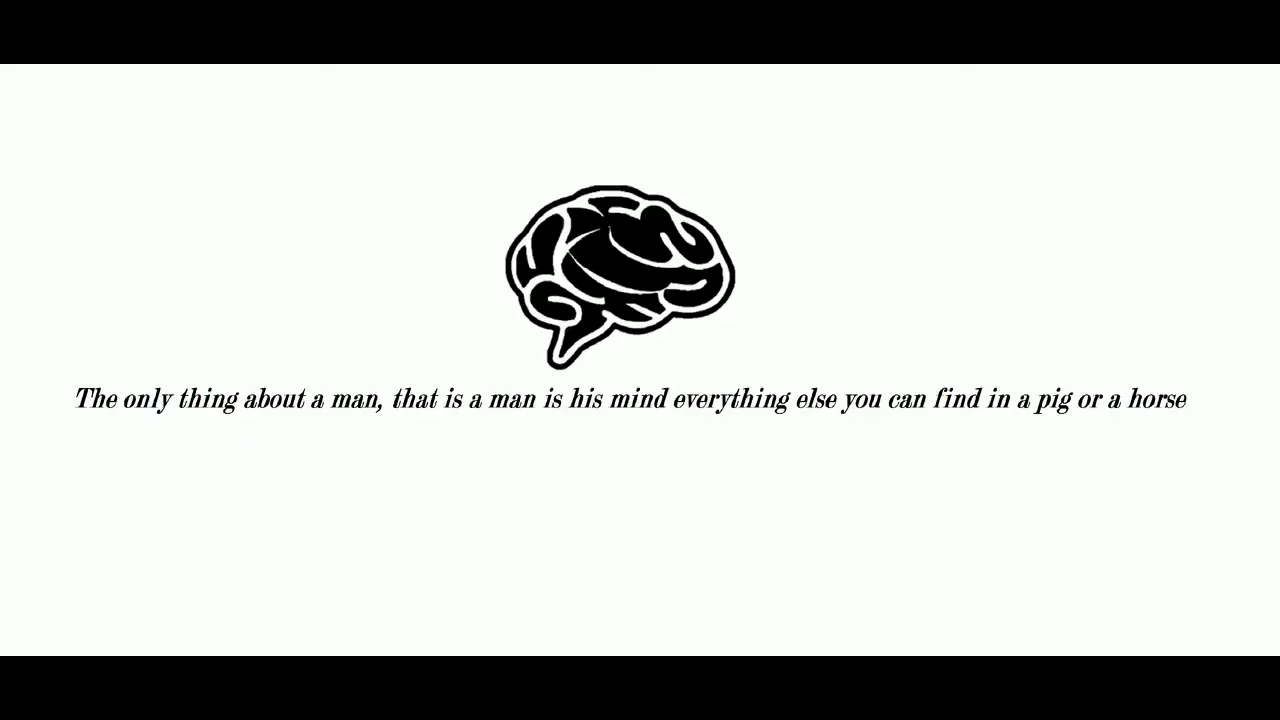 The only thing about a man, that is a man is his mind everything else you can find in a pig or a horse